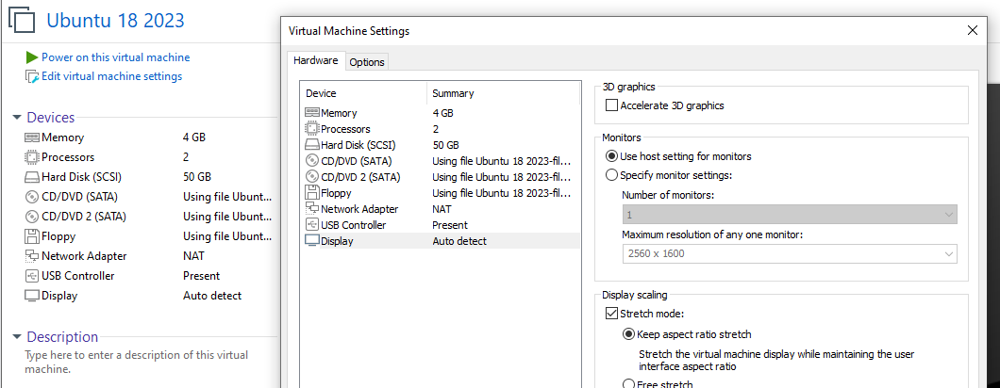 Ubuntu 18 2023
Power on this virtual machine
Edit virtual machine settings
Devices
Memory 4 GB
Processors 2
Hard Disk (SCSI) 50 GB
CD/DVD (SATA) Using file Ubunt...
CD/DVD 2 (SATA) Using file Ubunt...
Floppy Using file Ubunt...
Network Adapter NAT
USB Controller Present
Display Auto detect
Description
Type here to enter a description of this virtual
machine.
Virtual Machine Settings
Hardware Options
Device Summary
Memory 4 GB
Processors 2
Hard Disk (SCSI) 50 GB
CD/DVD (SATA) Using file Ubuntu 18 2023-fil...
CD/DVD 2 (SATA) Using file Ubuntu 18 2023-fil...
Floppy Using file Ubuntu 18 2023-fil...
Network Adapter NAT
USB Controller Present
Display Auto detect
3D graphics
Accelerate 3D graphics
Monitors
Use host setting for monitors
Specify monitor settings:
Number of monitors:
1
Maximum resolution of any one monitor:
2560 x 1600
Display scaling
Stretch mode:
Keep aspect ratio stretch
Stretch the virtual machine display while maintaining the user
interface aspect ratio
Free stretch